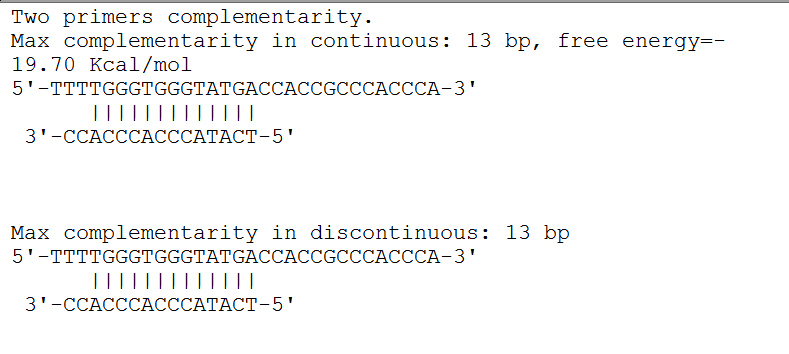 Two primers complementarity.
Max complementarity in continuous: 13 bp, free energy=-
19.70 Kcal/mol
5'-TTTTGGGTGGGTATGACCACCGCCCACCCA-3'
|||||||||||||
3'-CCACCCACCCATACT-5'
Max complementarity in discontinuous: 13 bp
5'-TTTTGGGTGGGTATGACCACCGCCCACCCA-3'
|||||||||||||
3'-CCACCCACCCATACT-5'